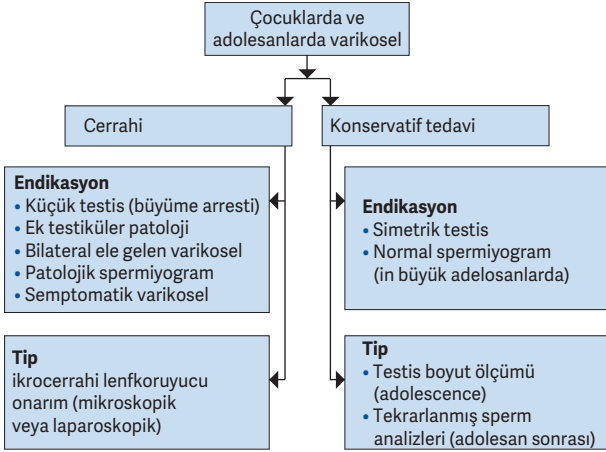 Çocuklarda ve
adolesanlarda varikosel
Cerrahi
Konservatif tedavi
Endikasyon
• Küçük testis (büyüme arresti)
• Ek testiküler patoloji
• Bilateral ele gelen varikosel
• Patolojik spermiyogram
• Semptomatik varikosel
Endikasyon
• Simetrik testis
• Normal spermiyogram
(in büyük adelosanlarda)
Tip
ikrocerrahi lenfkoruyucu
onarım (mikroskopik
veya laparoskopik)
Tip
• Testis boyut ölçümü
(adolescence)
• Tekrarlanmış sperm
analizleri (adolesan sonrası)